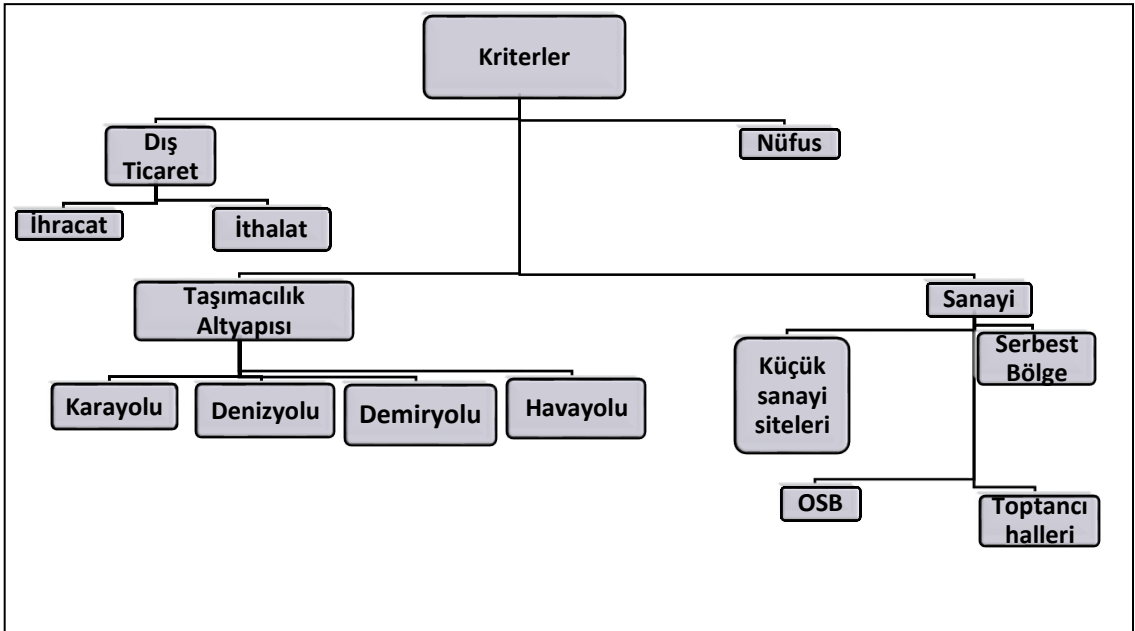 Kriterler
Dış
Ticaret
Nüfus
İhracat
İthalat
Taşımacılık
Altyapısı
Sanayi
Karayolu
Denizyolu
Demiryolu
Havayolu
Küçük
sanayi
siteleri
Serbest
Bölge
OSB
Toptancı
halleri